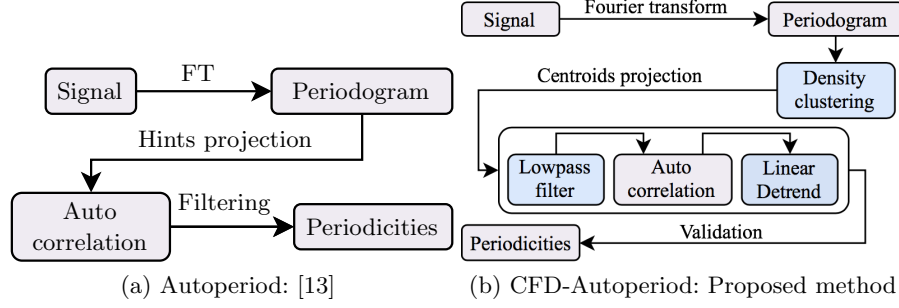 Signal
FT
Periodogram
Hints projection
Auto
correlation
Filtering
Periodicities
(a) Autoperiod: [13]
Signal
Fourier transform
Periodogram
Centroids projection
Density
clustering
Lowpass
filter
Auto
correlation
Linear
Detrend
Periodicities
Validation
(b) CFD-Autoperiod: Proposed method